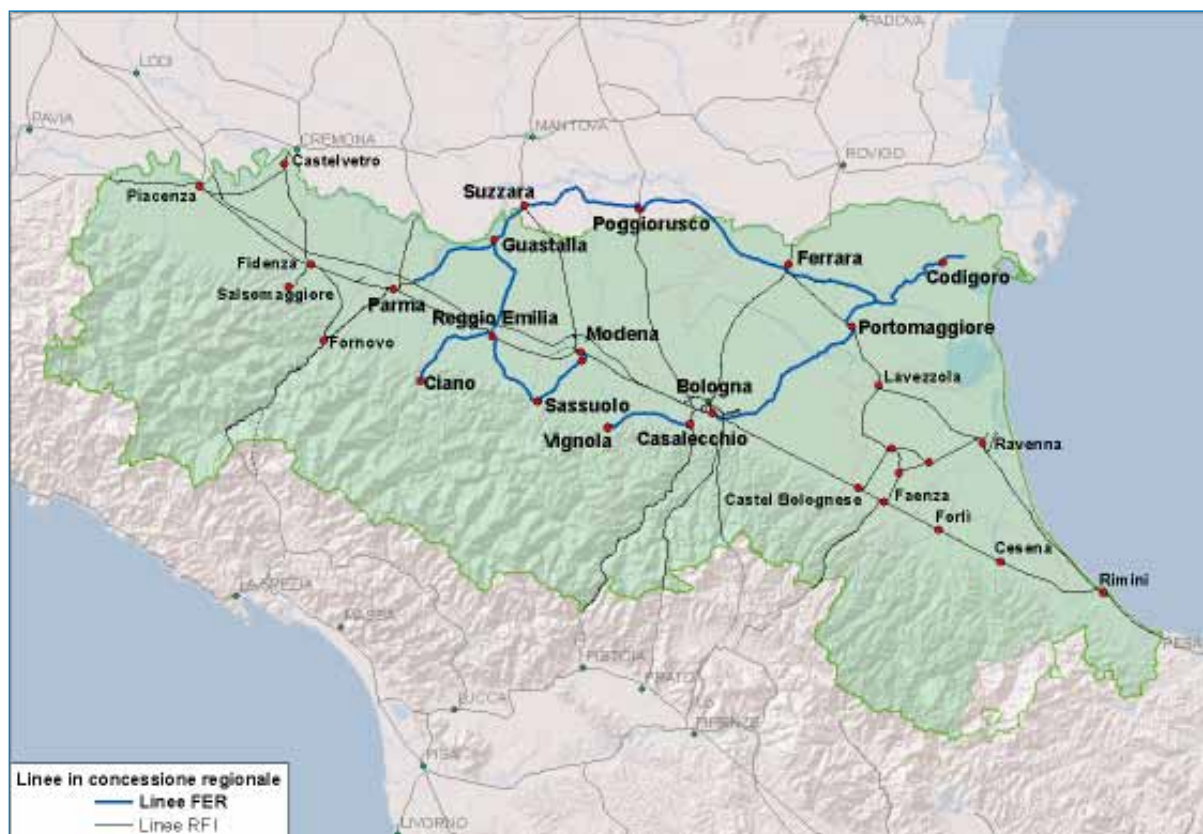 PADOVA
LODI
PAVIA
CREMONA
MANTOVA
ROVIGO
Castelvetro
Piacenza
Suzzara
Poggiorusco
Guastalla
Ferrara
Fidenza
Codigoro
Salsomaggiore
Parma
Reggio Emilia
Modena
Portomaggiore
Fornovo
Ciano
Bologna
Lavezzola
Sassuolo
Vignola
Casalecchio
Ravenna
Castel Bolognese
Faenza
Forlì
Cesena
Rimini
LA SPEZIA
MASSA
PESA
PISTOIA
PRATO
LUCCA
FIRENZE
PISA
LIVORNO
Linee in concessione regionale
Linee FER
Linee RFI